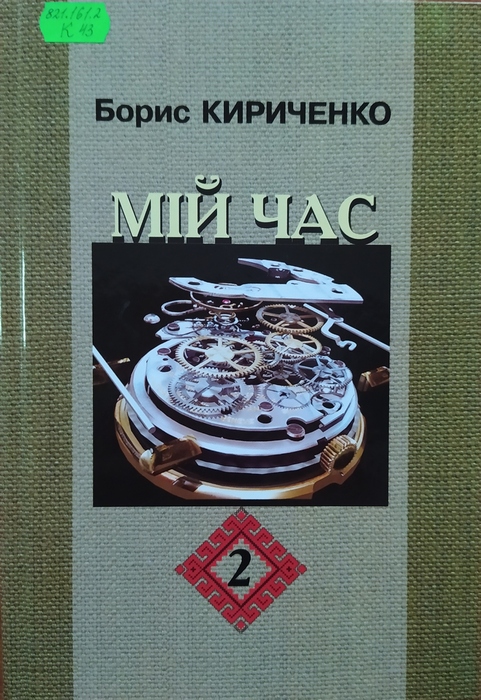 821.161.2
К 43
Борис КИРИЧЕНКО
МІЙ ЧАС
2